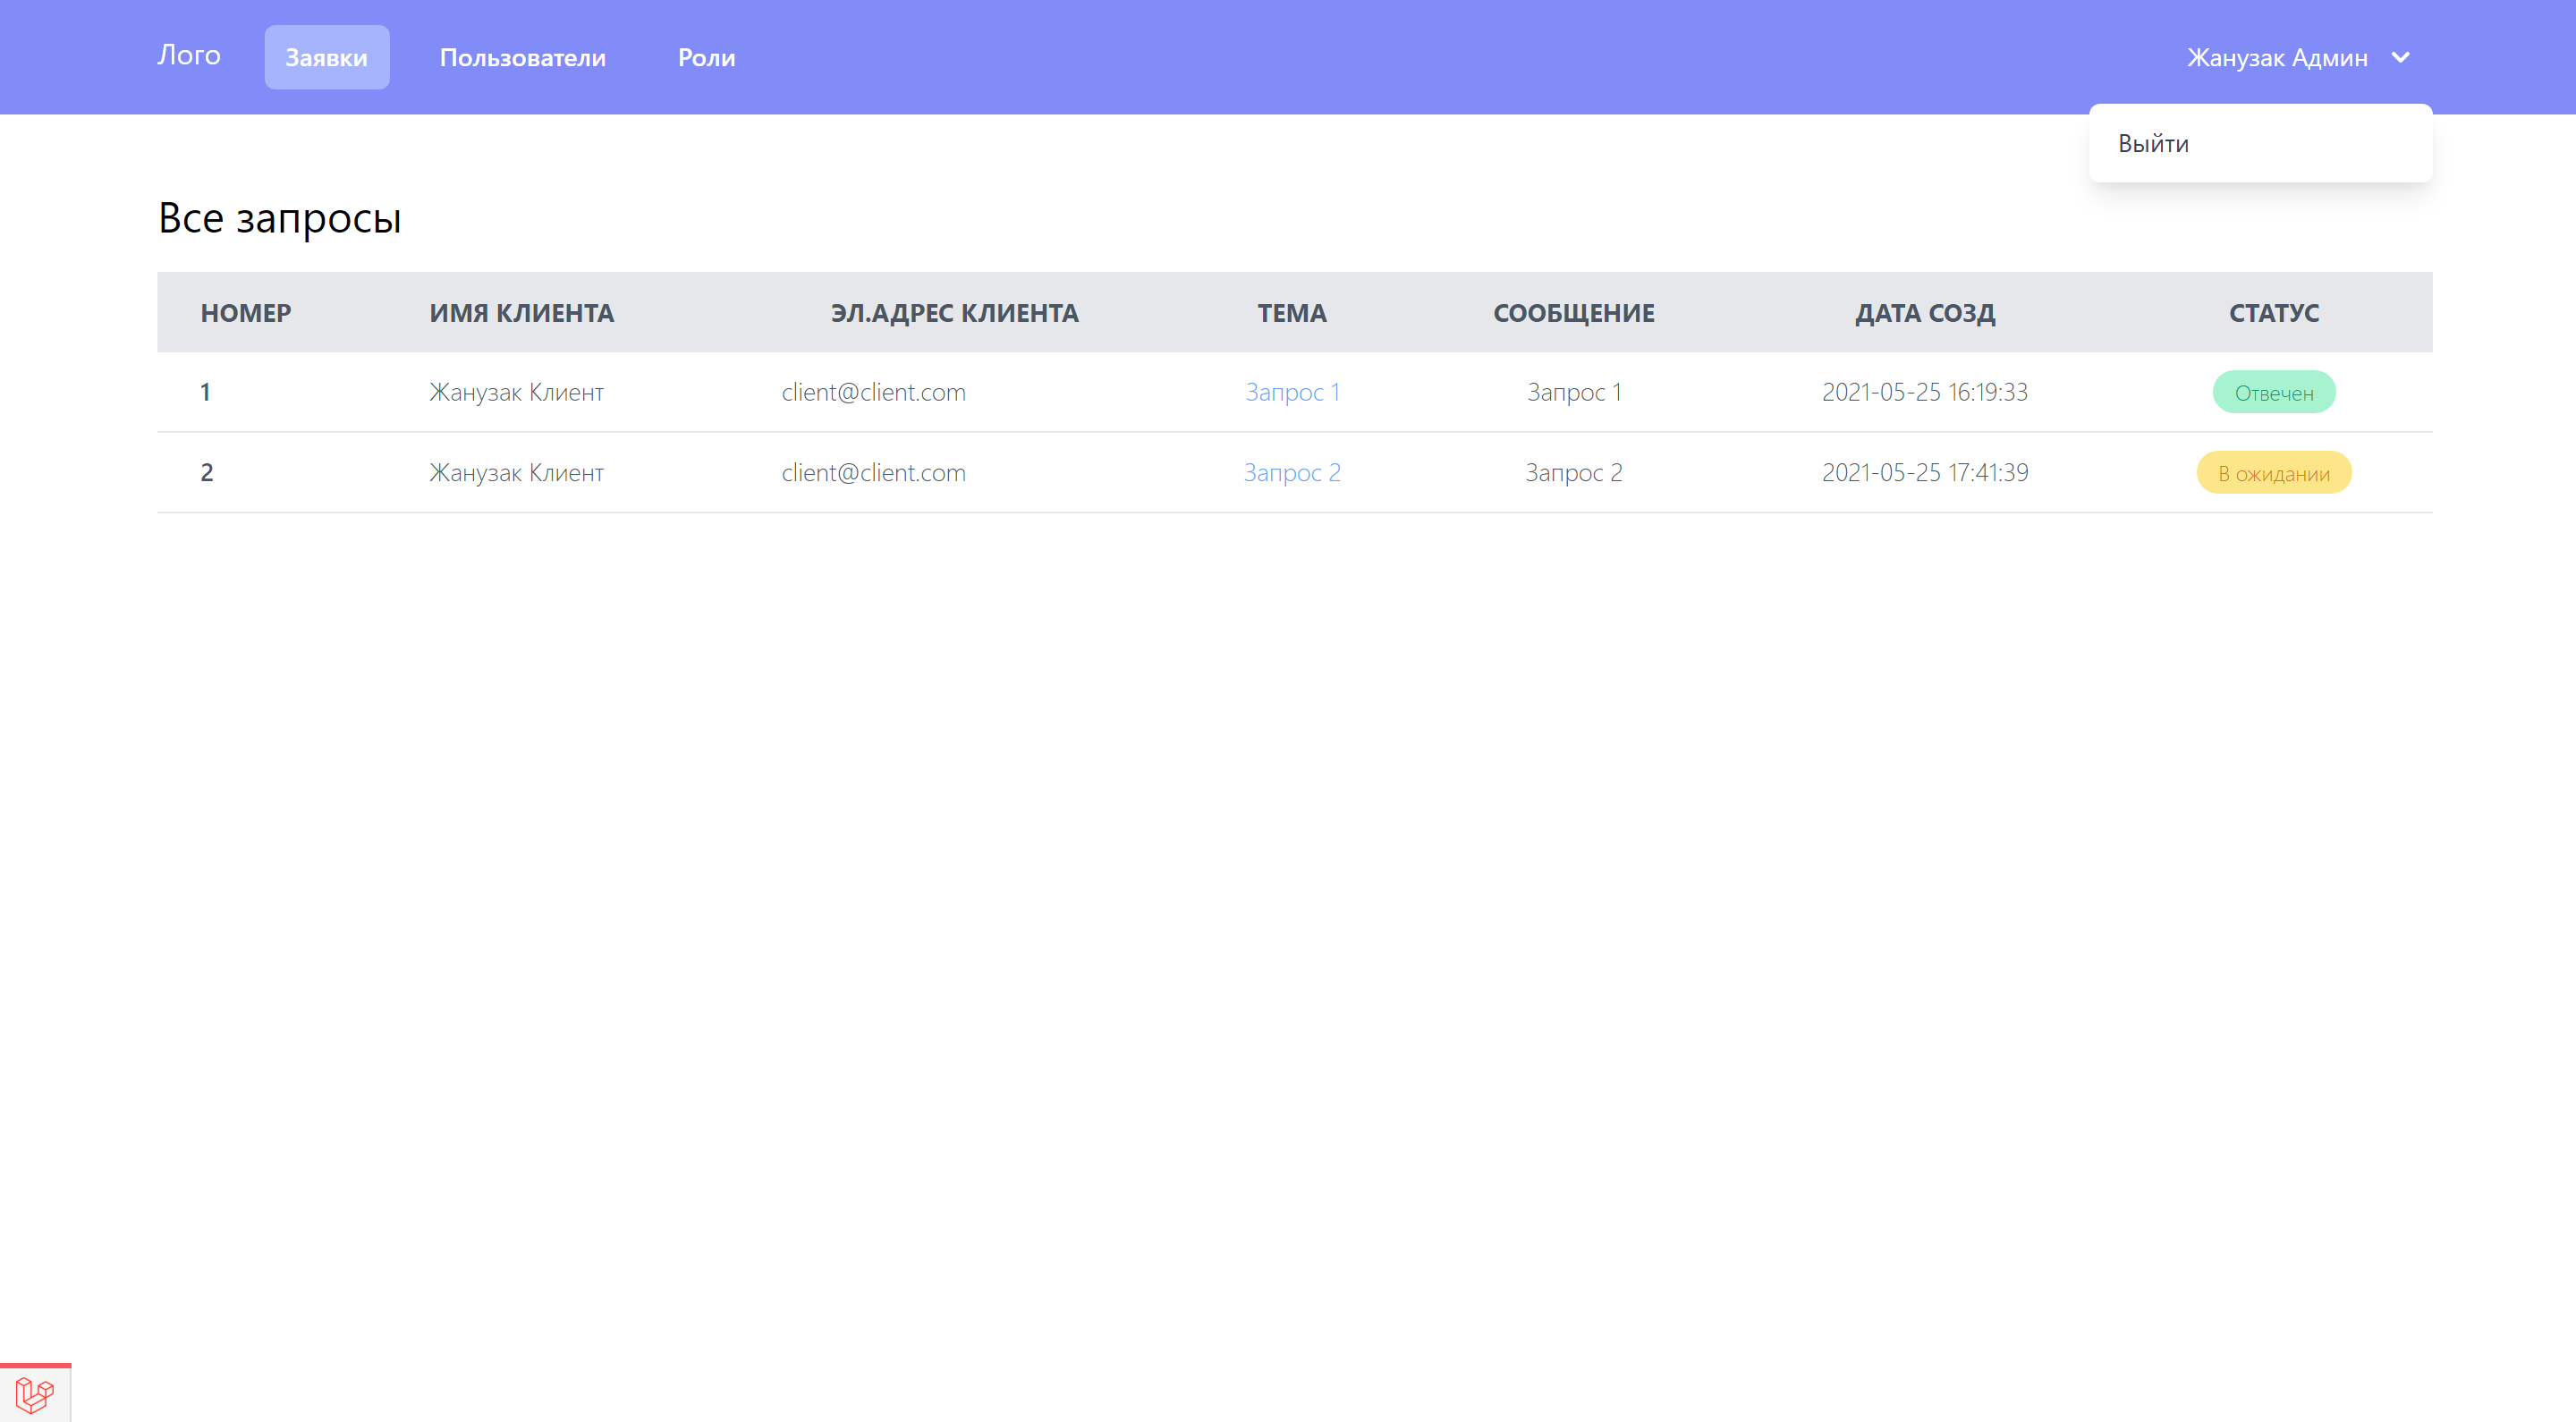 Лого Заявки Пользователи Роли Жанузак Админ
Выйти
Все запросы
НОМЕР ИМЯ КЛИЕНТА ЭЛ.АДРЕС КЛИЕНТА ТЕМА СООБЩЕНИЕ ДАТА СОЗД СТАТУС
1 Жанузак Клиент client@client.com Запрос 1 Запрос 1 2021-05-25 16:19:33 Отвечен
2 Жанузак Клиент client@client.com Запрос 2 Запрос 2 2021-05-25 17:41:39 В ожидании